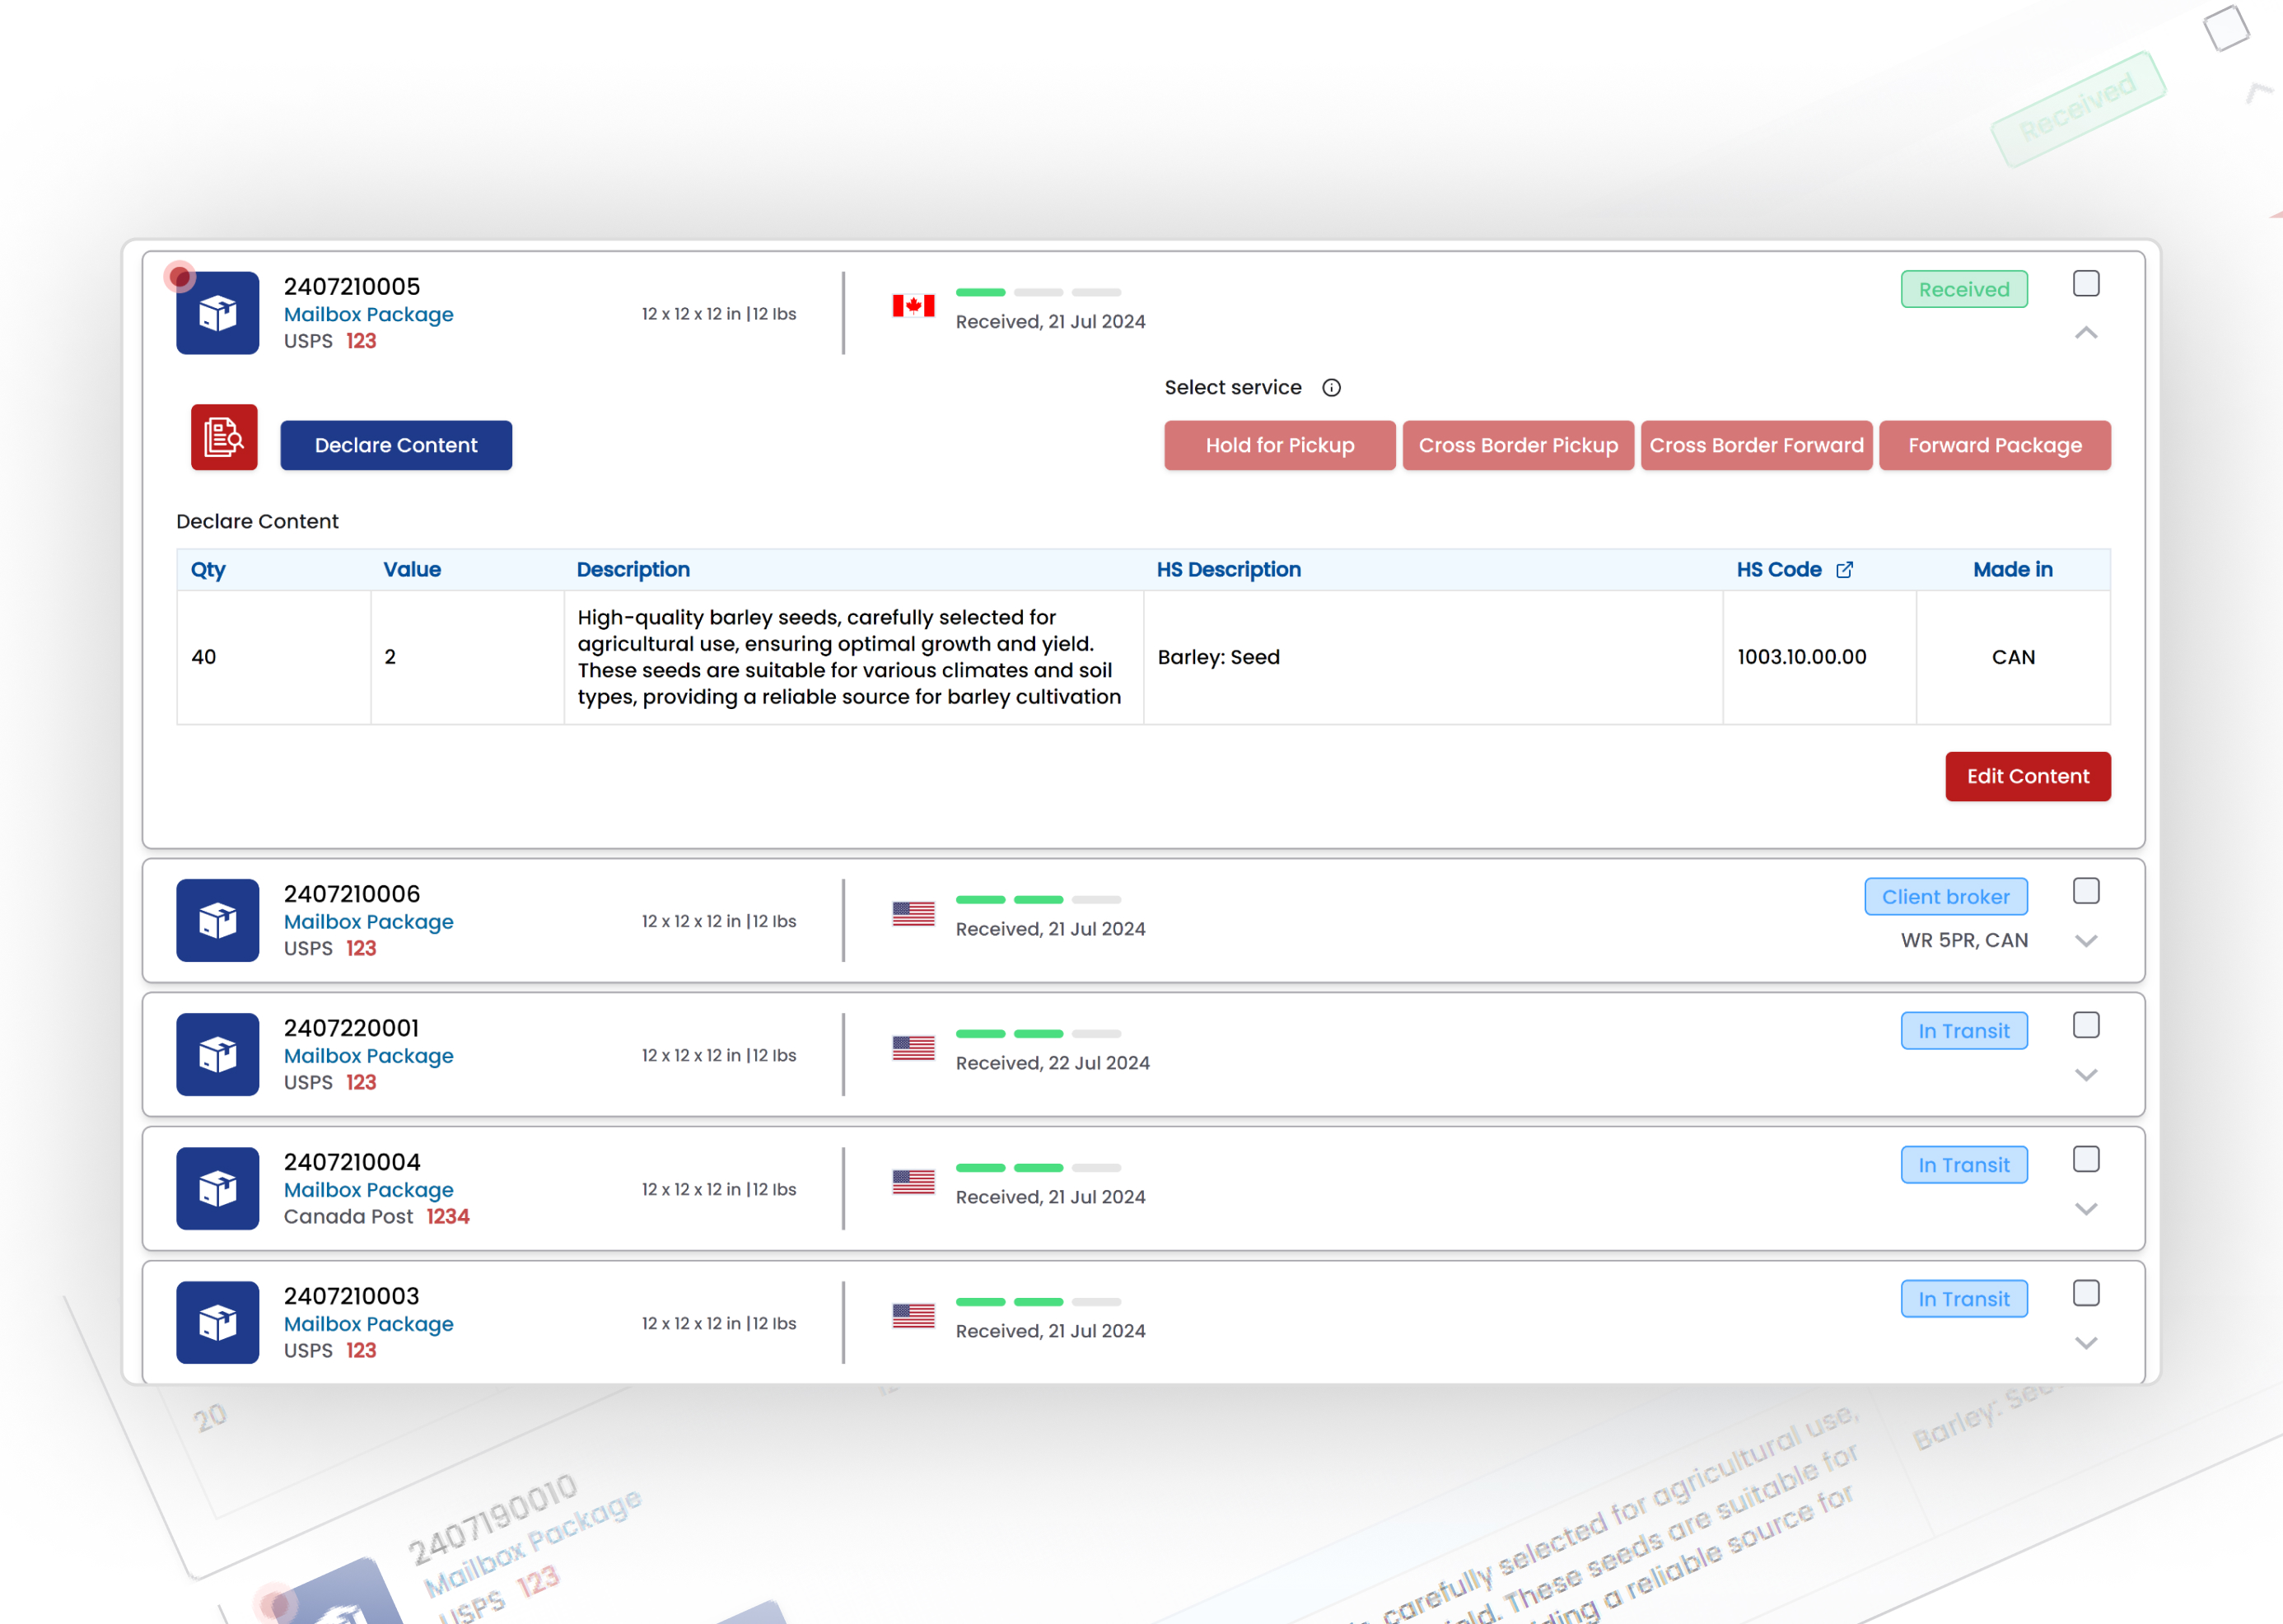 Received
2407210005
Mailbox Package
USPS 123
12 x 12 x 12 in | 12 lbs
Received, 21 Jul 2024
Received
Select service
Declare Content
Hold for Pickup
Cross Border Pickup
Cross Border Forward
Forward Package
Declare Content
Qty Value Description HS Description HS Code Made in
40
2
High-quality barley seeds, carefully selected for
agricultural use, ensuring optimal growth and yield.
These seeds are suitable for various climates and soil
types, providing a reliable source for barley cultivation
Barley: Seed
1003.10.00.00
CAN
Edit Content
2407210006
Mailbox Package
USPS 123
12 x 12 x 12 in | 12 lbs
Received, 21 Jul 2024
Client broker
WR 5PR, CAN
2407220001
Mailbox Package
USPS 123
12 x 12 x 12 in | 12 lbs
Received, 22 Jul 2024
In Transit
2407210004
Mailbox Package
Canada Post 1234
12 x 12 x 12 in | 12 lbs
Received, 21 Jul 2024
In Transit
2407210003
Mailbox Package
USPS 123
12 x 12 x 12 in | 12 lbs
Received, 21 Jul 2024
In Transit
20
2407190010
Mailbox Package
USPS 123
carefully selected for agricultural use,
These seeds are suitable for
a reliable source for
Barley: